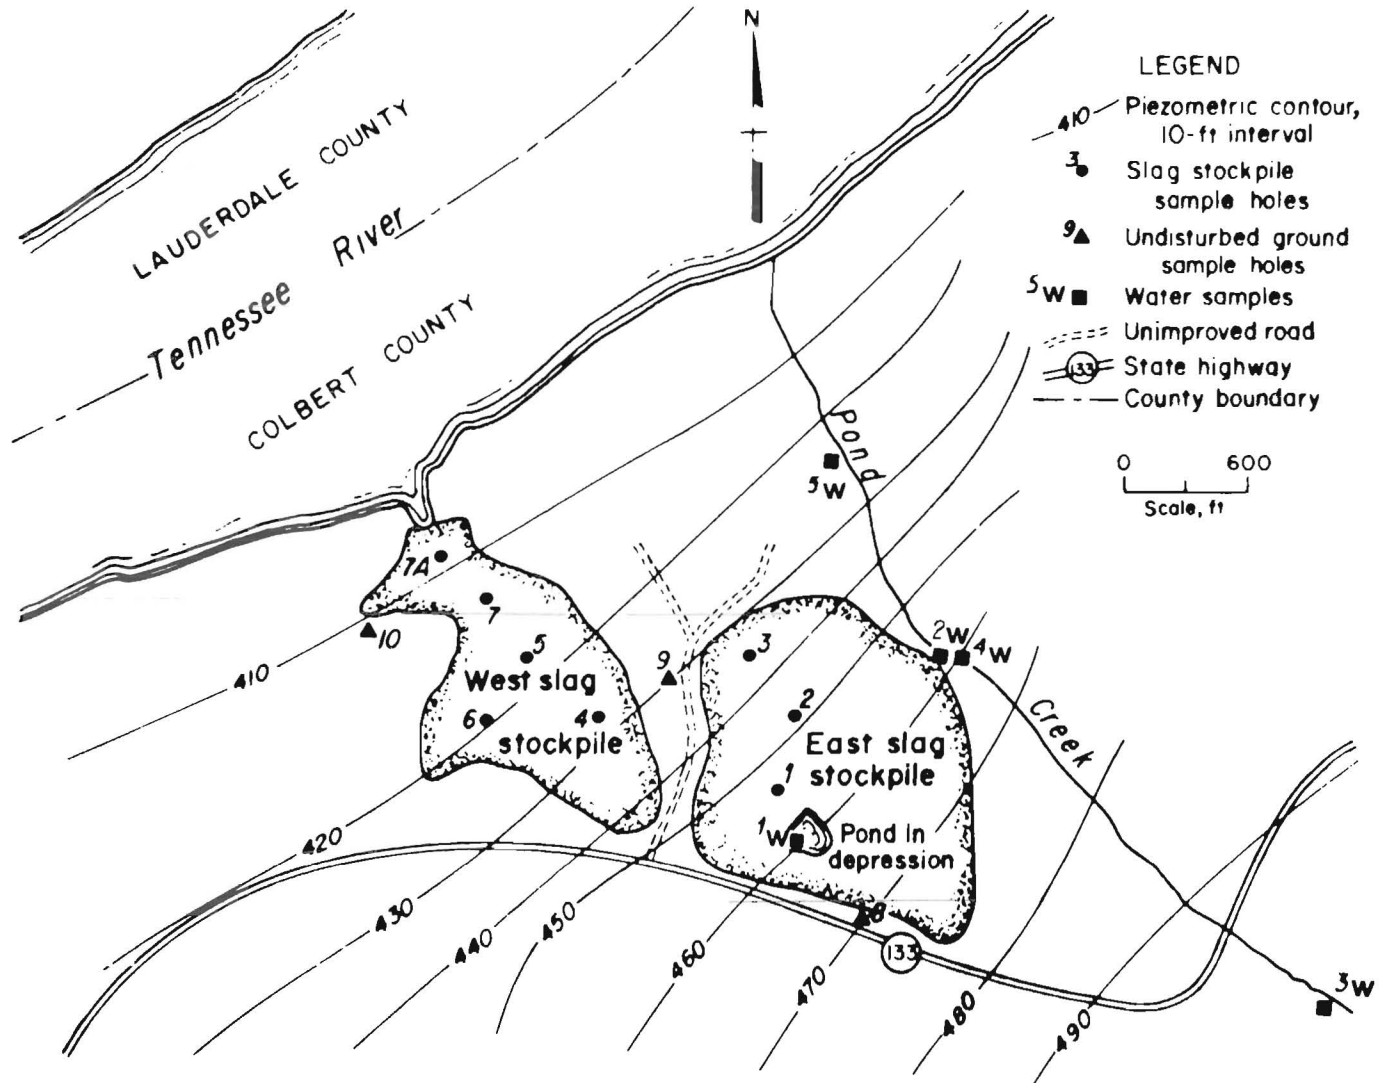 N
LEGEND
410 Piezometric contour,
10-ft interval
3 Slag stockpile
sample holes
9 Undisturbed ground
sample holes
5W Water samples
Unimproved road
133 State highway
County boundary
0 600
Scale, ft
LAUDERDALE COUNTY
Tennessee River
COLBERT COUNTY
Pond
5W
7A
7
10
5
9
3
2W 4W
410
West slag
6 4
stockpile
2
Creek
East slag
stockpile
1
1W
Pond in
depression
420
430
440
450
8
460
133
470
480
490
3W